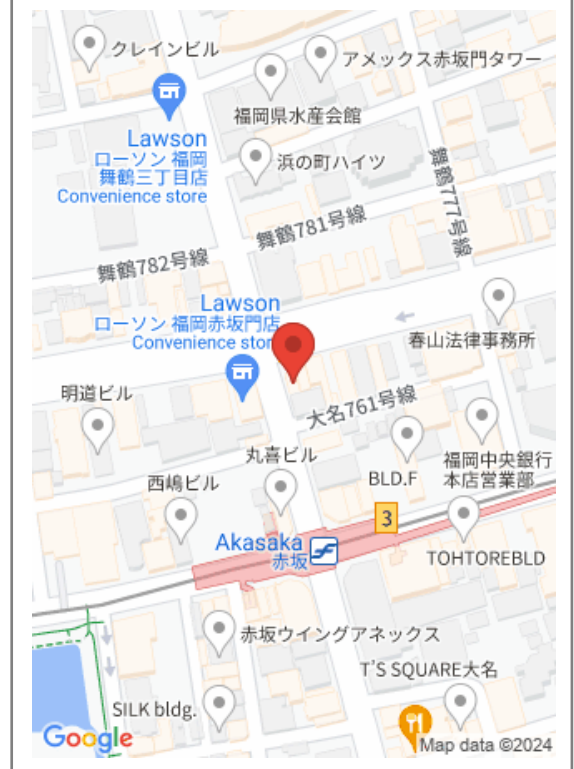 クレインビル
アメックス赤坂門タワー
福岡県水産会館
Lawson
ローソン 福岡
舞鶴三丁目店
Convenience store
浜の町ハイツ
舞鶴777号線
舞鶴781号線
舞鶴782号線
Lawson
ローソン 福岡赤坂門店
Convenience stor
春山法律事務所
明道ビル
大名761号線
丸喜ビル
BLD.F
福岡中央銀行
本店営業部
西嶋ビル
3
Akasaka
赤坂
TOHTOREBLD
赤坂ウイングアネックス
T'S SQUARE大名
SILK bldg.
Google
Map data ©2024